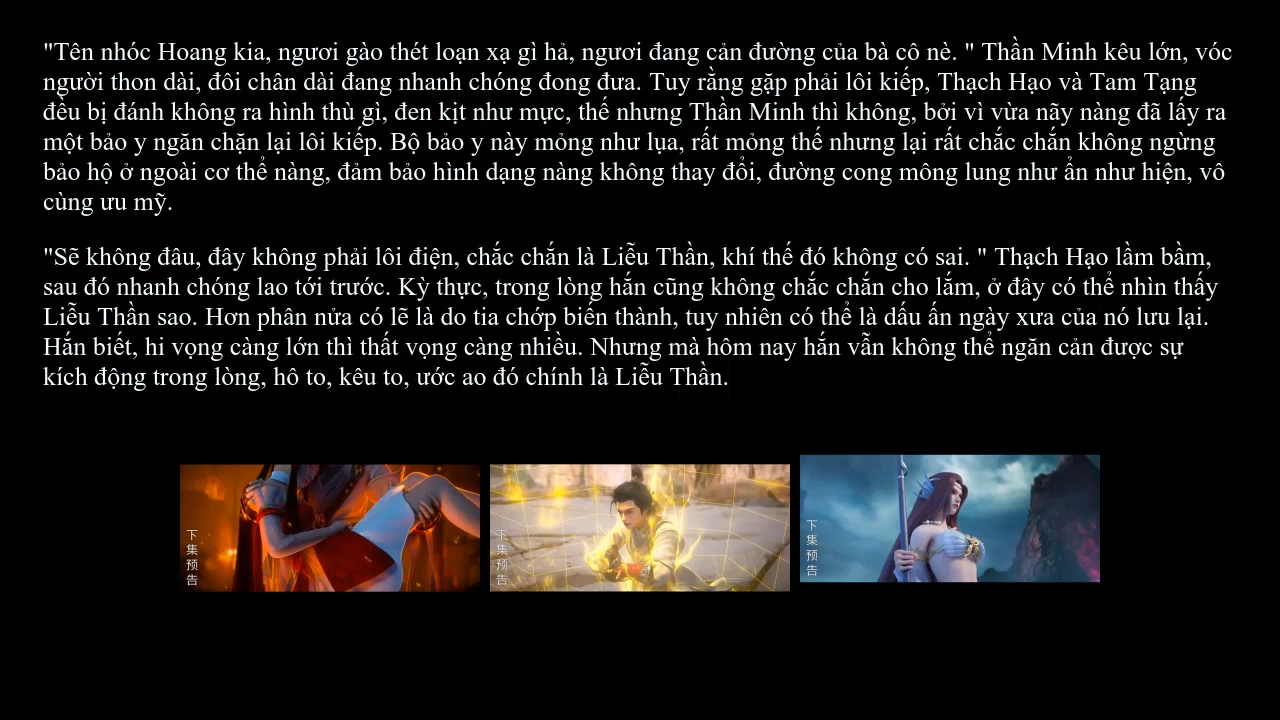 "Tên nhóc Hoang kia, ngươi gào thét loạn xạ gì hả, ngươi đang cản đường của bà cô nè. " Thần Minh kêu lớn, vóc
người thon dài, đôi chân dài đang nhanh chóng đong đưa. Tuy rằng gặp phải lôi kiếp, Thạch Hạo và Tam Tạng
đều bị đánh không ra hình thù gì, đen kịt như mực, thế nhưng Thần Minh thì không, bởi vì vừa nãy nàng đã lấy ra
một bảo y ngăn chặn lại lôi kiếp. Bộ bảo y này mỏng như lụa, rất mỏng thế nhưng lại rất chắc chắn không ngừng
bảo hộ ở ngoài cơ thể nàng, đảm bảo hình dạng nàng không thay đổi, đường cong mông lung như ẩn như hiện, vô
cùng ưu mỹ.
"Sẽ không đâu, đây không phải lôi điện, chắc chắn là Liễu Thần, khí thế đó không có sai. " Thạch Hạo lầm bầm,
sau đó nhanh chóng lao tới trước. Kỳ thực, trong lòng hắn cũng không chắc chắn cho lắm, ở đây có thể nhìn thấy
Liễu Thần sao. Hơn phân nửa có lẽ là do tia chớp biến thành, tuy nhiên có thể là dấu ấn ngày xưa của nó lưu lại.
Hắn biết, hi vọng càng lớn thì thất vọng càng nhiều. Nhưng mà hôm nay hắn vẫn không thể ngăn cản được sự
kích động trong lòng, hô to, kêu to, ước ao đó chính là Liễu Thần.
下集预告
下集预告
下集预告